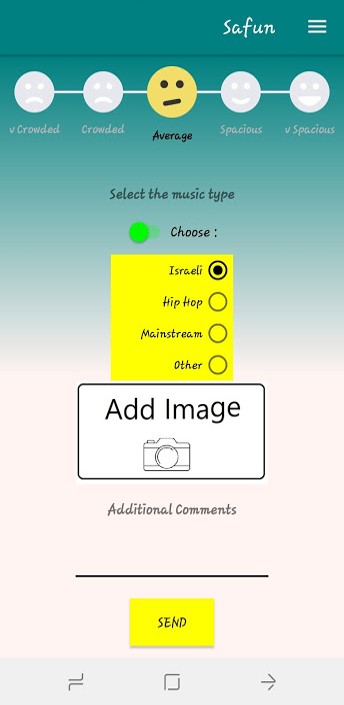 Safun
v Crowded
Crowded
Average
Spacious
v Spacious
Select the music type
Choose :
Israeli
Hip Hop
Mainstream
Other
Add Image
Additional Comments
SEND